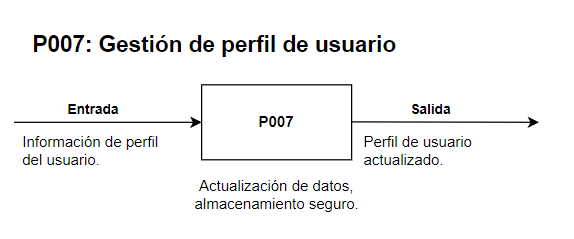 P007: Gestión de perfil de usuario
Entrada
Salida
P007
Información de perfil
del usuario.
Perfil de usuario
actualizado.
Actualización de datos,
almacenamiento seguro.